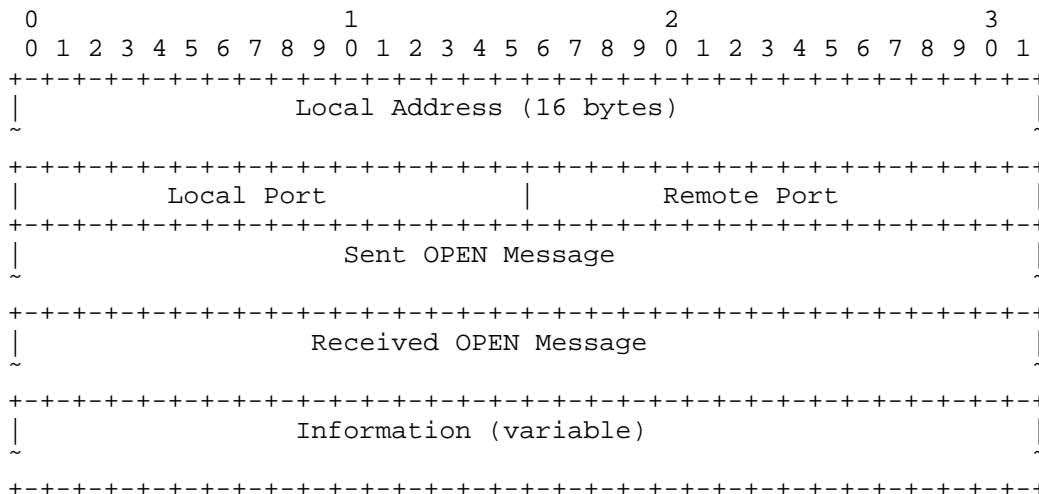 0                   1                   2                   3
 0 1 2 3 4 5 6 7 8 9 0 1 2 3 4 5 6 7 8 9 0 1 2 3 4 5 6 7 8 9 0 1
+-+-+-+-+-+-+-+-+-+-+-+-+-+-+-+-+-+-+-+-+-+-+-+-+-+-+-+-+-+-+-+-+
|                 Local Address (16 bytes)                      |
~                                                               ~
+-+-+-+-+-+-+-+-+-+-+-+-+-+-+-+-+-+-+-+-+-+-+-+-+-+-+-+-+-+-+-+-+
|         Local Port            |        Remote Port            |
+-+-+-+-+-+-+-+-+-+-+-+-+-+-+-+-+-+-+-+-+-+-+-+-+-+-+-+-+-+-+-+-+
|                    Sent OPEN Message                          |
~                                                               ~
+-+-+-+-+-+-+-+-+-+-+-+-+-+-+-+-+-+-+-+-+-+-+-+-+-+-+-+-+-+-+-+-+
|                  Received OPEN Message                        |
~                                                               ~
+-+-+-+-+-+-+-+-+-+-+-+-+-+-+-+-+-+-+-+-+-+-+-+-+-+-+-+-+-+-+-+-+
|                 Information (variable)                        |
~                                                               ~
+-+-+-+-+-+-+-+-+-+-+-+-+-+-+-+-+-+-+-+-+-+-+-+-+-+-+-+-+-+-+-+-+